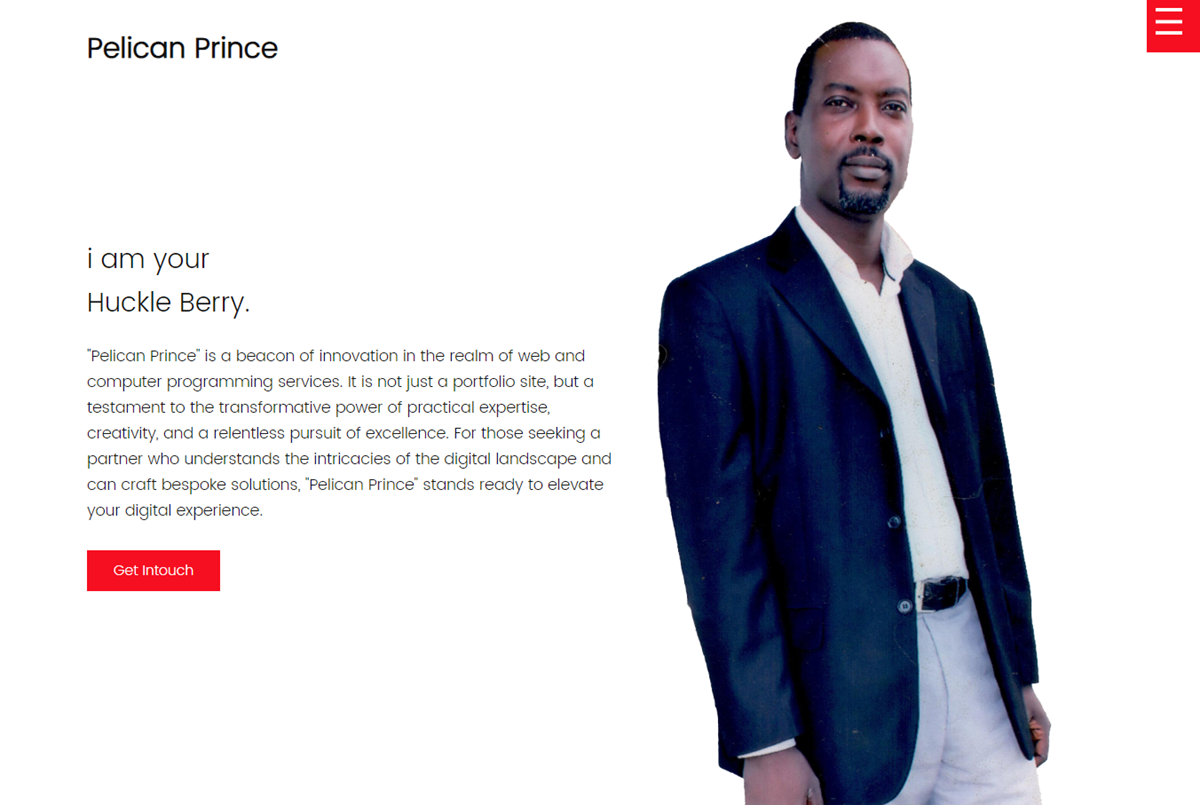 Pelican Prince
i am your
Huckle Berry.
"Pelican Prince" is a beacon of innovation in the realm of web and
computer programming services. It is not just a portfolio site, but a
testament to the transformative power of practical expertise,
creativity, and a relentless pursuit of excellence. For those seeking a
partner who understands the intricacies of the digital landscape and
can craft bespoke solutions, "Pelican Prince" stands ready to elevate
your digital experience.
Get Intouch